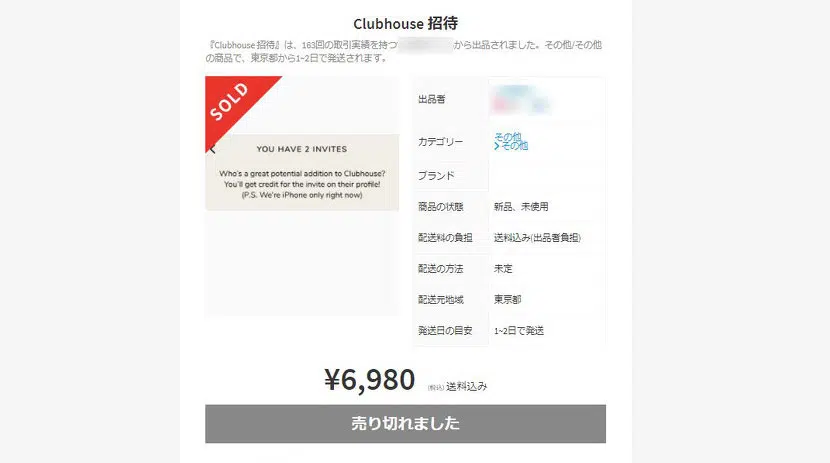 Clubhouse 招待
『Clubhouse 招待』は、163回の取引実績を持つ から出品されました。その他/その他
の商品で、東京都から1~2日で発送されます。
SOLD
YOU HAVE 2 INVITES
Who's a great potential addition to Clubhouse?
You'll get credit for the invite on their profile!
(P.S. We're iPhone only right now)
出品者
カテゴリー
その他
その他
ブランド
商品の状態
新品、未使用
配送料の負担
送料込み(出品者負担)
配送の方法
未定
配送元地域
東京都
発送日の目安
1~2日で発送
¥6,980 (税込) 送料込み
売り切れました